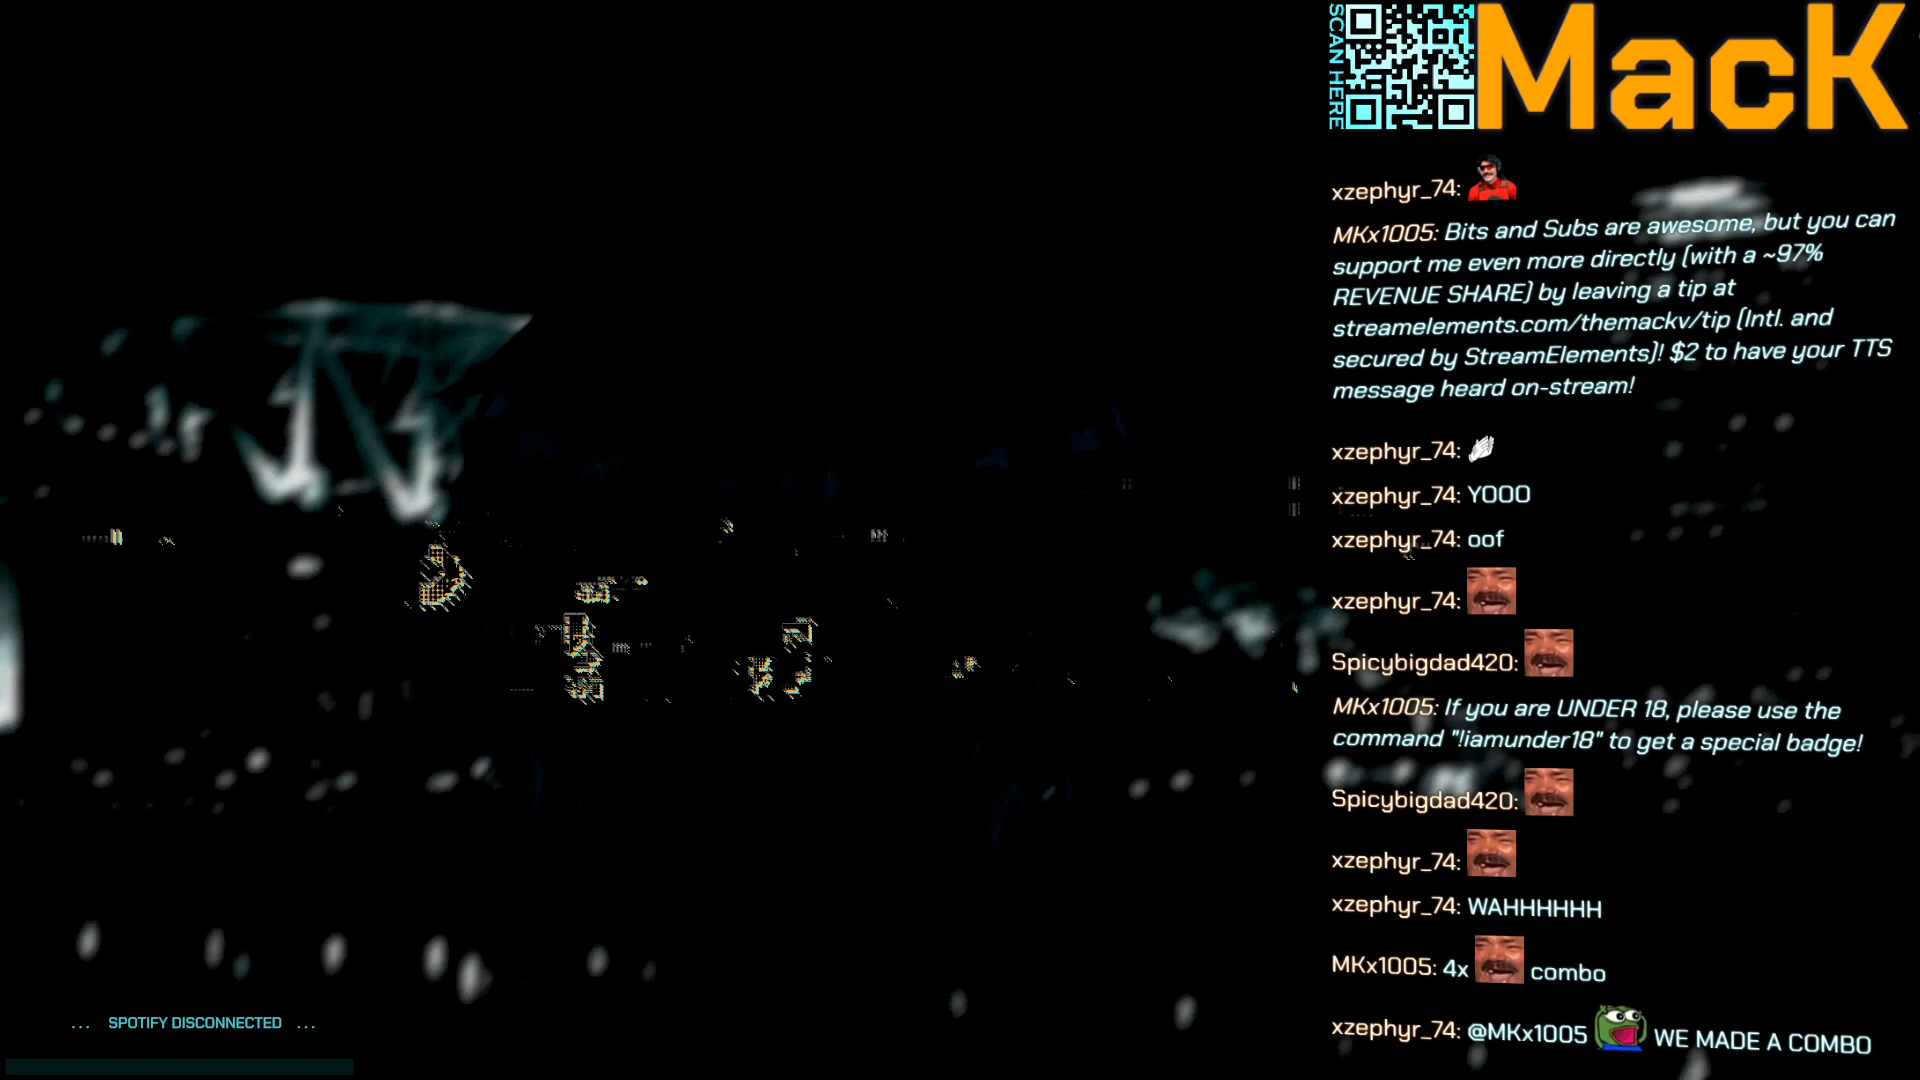 SCAN HERE
MacK
xzephyr_74:
MKx1005: Bits and Subs are awesome, but you can
support me even more directly (with a ~97%
REVENUE SHARE) by leaving a tip at
streamelements.com/themackv/tip (Intl. and
secured by StreamElements)! $2 to have your TTS
message heard on-stream!
xzephyr_74:
xzephyr_74: YOOO
xzephyr_74: oof
xzephyr_74:
Spicybigdad420:
MKx1005: If you are UNDER 18, please use the
command "!iamunder18" to get a special badge!
Spicybigdad420:
xzephyr_74:
xzephyr_74: WAHHHHHH
MKx1005: 4x combo
xzephyr_74: @MKx1005 WE MADE A COMBO
... SPOTIFY DISCONNECTED ...